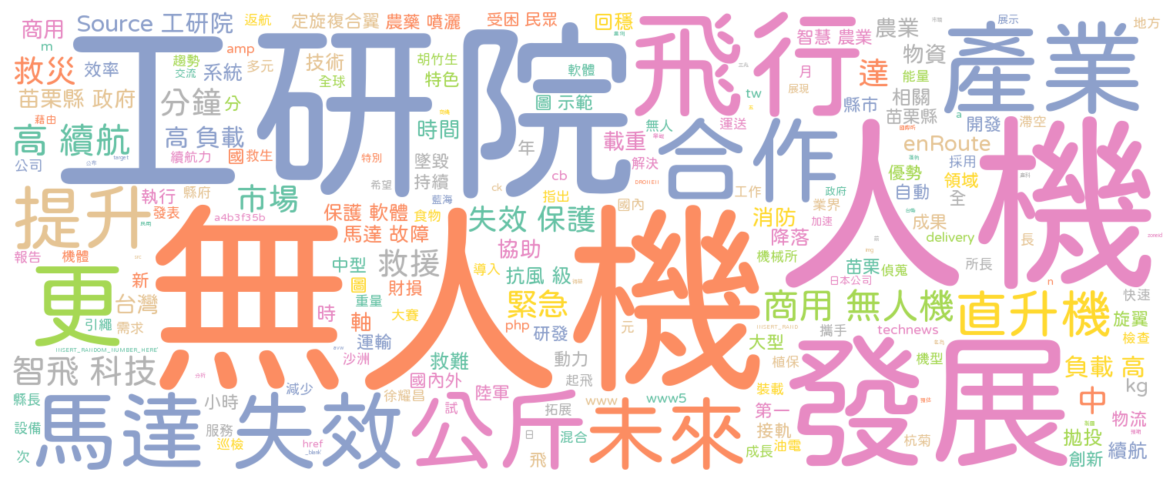 商用
Source 工研院
返航
定旋複合翼
農藥 噴灑
受困 民眾
回穩
飛行
智慧 農業
農業
產業
地方
展示
m
趨勢
amp
技術
胡竹生
物資
救災
效率
交流
系統
多元
全球
特色
軟體
工研院
月
達
能量
苗栗縣 政府
分鐘
分
圖 示範
tw
展現
縣市
相關
藉由
時間
無人
運送
苗栗縣
a
滯空
高 續航
高 負載
載重
合作
開發
enRoute
公司
續航力
國
救生
特別
年
墜毀
解決
採用
人機
提升
執行
縣府
市場
希望
持續
ck
cb
藍海
指出
國內
工作
政府
優勢
自動
領域
全
發表
a4b3f35b
保護 軟體
食物
失效 保護
業界
消防
加速
成果
長
報告
機體
馬達 故障
協助
降落
delivery
機械所
所長
更
無人機
中型
救援
抗風 級
導入
苗栗
偵蒐
日本公司
n
新
圖
財損
緊急
快速
台灣
重量
大賽
元
商用 無人機
直升機
旋翼
引繩
需求
時
軸
php
研發
攜手
technews
檢查
INSERT_RANDOM_NUMBER_HERE
運輸
大型
智飛 科技
沙洲
救難
動力
植保
機型
負載 高
發展
減少
國內外
陸軍
起飛
裝載
kg
縣長
小時
徐耀昌
www
www5
第一
中
物流
設備
馬達 失效
服務
公斤
試
拓展
未來
接軌
拋投
次
巡檢
href
_blank
日
混合
飛
成長
油電
杭菊
創新
續航